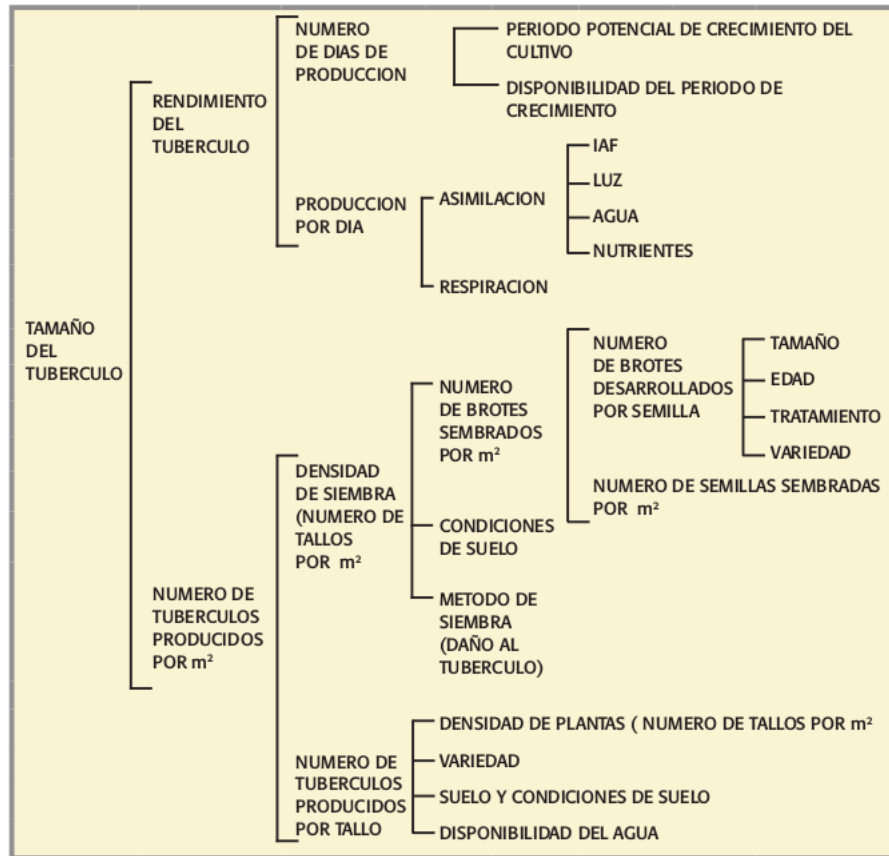 TAMAÑO
DEL
TUBERCULO
RENDIMIENTO
DEL
TUBERCULO
NUMERO
DE DIAS DE
PRODUCCION
PERIODO POTENCIAL DE CRECIMIENTO DEL
CULTIVO
DISPONIBILIDAD DEL PERIODO DE
CRECIMIENTO
PRODUCCION
POR DIA
ASIMILACION
IAF
LUZ
AGUA
NUTRIENTES
RESPIRACION
NUMERO DE
TUBERCULOS
PRODUCIDOS
POR m²
DENSIDAD
DE SIEMBRA
(NUMERO DE
TALLOS
POR m²
NUMERO
DE BROTES
SEMBRADOS
POR m²
NUMERO
DE BROTES
DESARROLLADOS
POR SEMILLA
TAMAÑO
EDAD
TRATAMIENTO
VARIEDAD
NUMERO DE SEMILLAS SEMBRADAS
POR m²
CONDICIONES
DE SUELO
METODO DE
SIEMBRA
(DAÑO AL
TUBERCULO)
NUMERO DE
TUBERCULOS
PRODUCIDOS
POR TALLO
DENSIDAD DE PLANTAS ( NUMERO DE TALLOS POR m²
VARIEDAD
SUELO Y CONDICIONES DE SUELO
DISPONIBILIDAD DEL AGUA